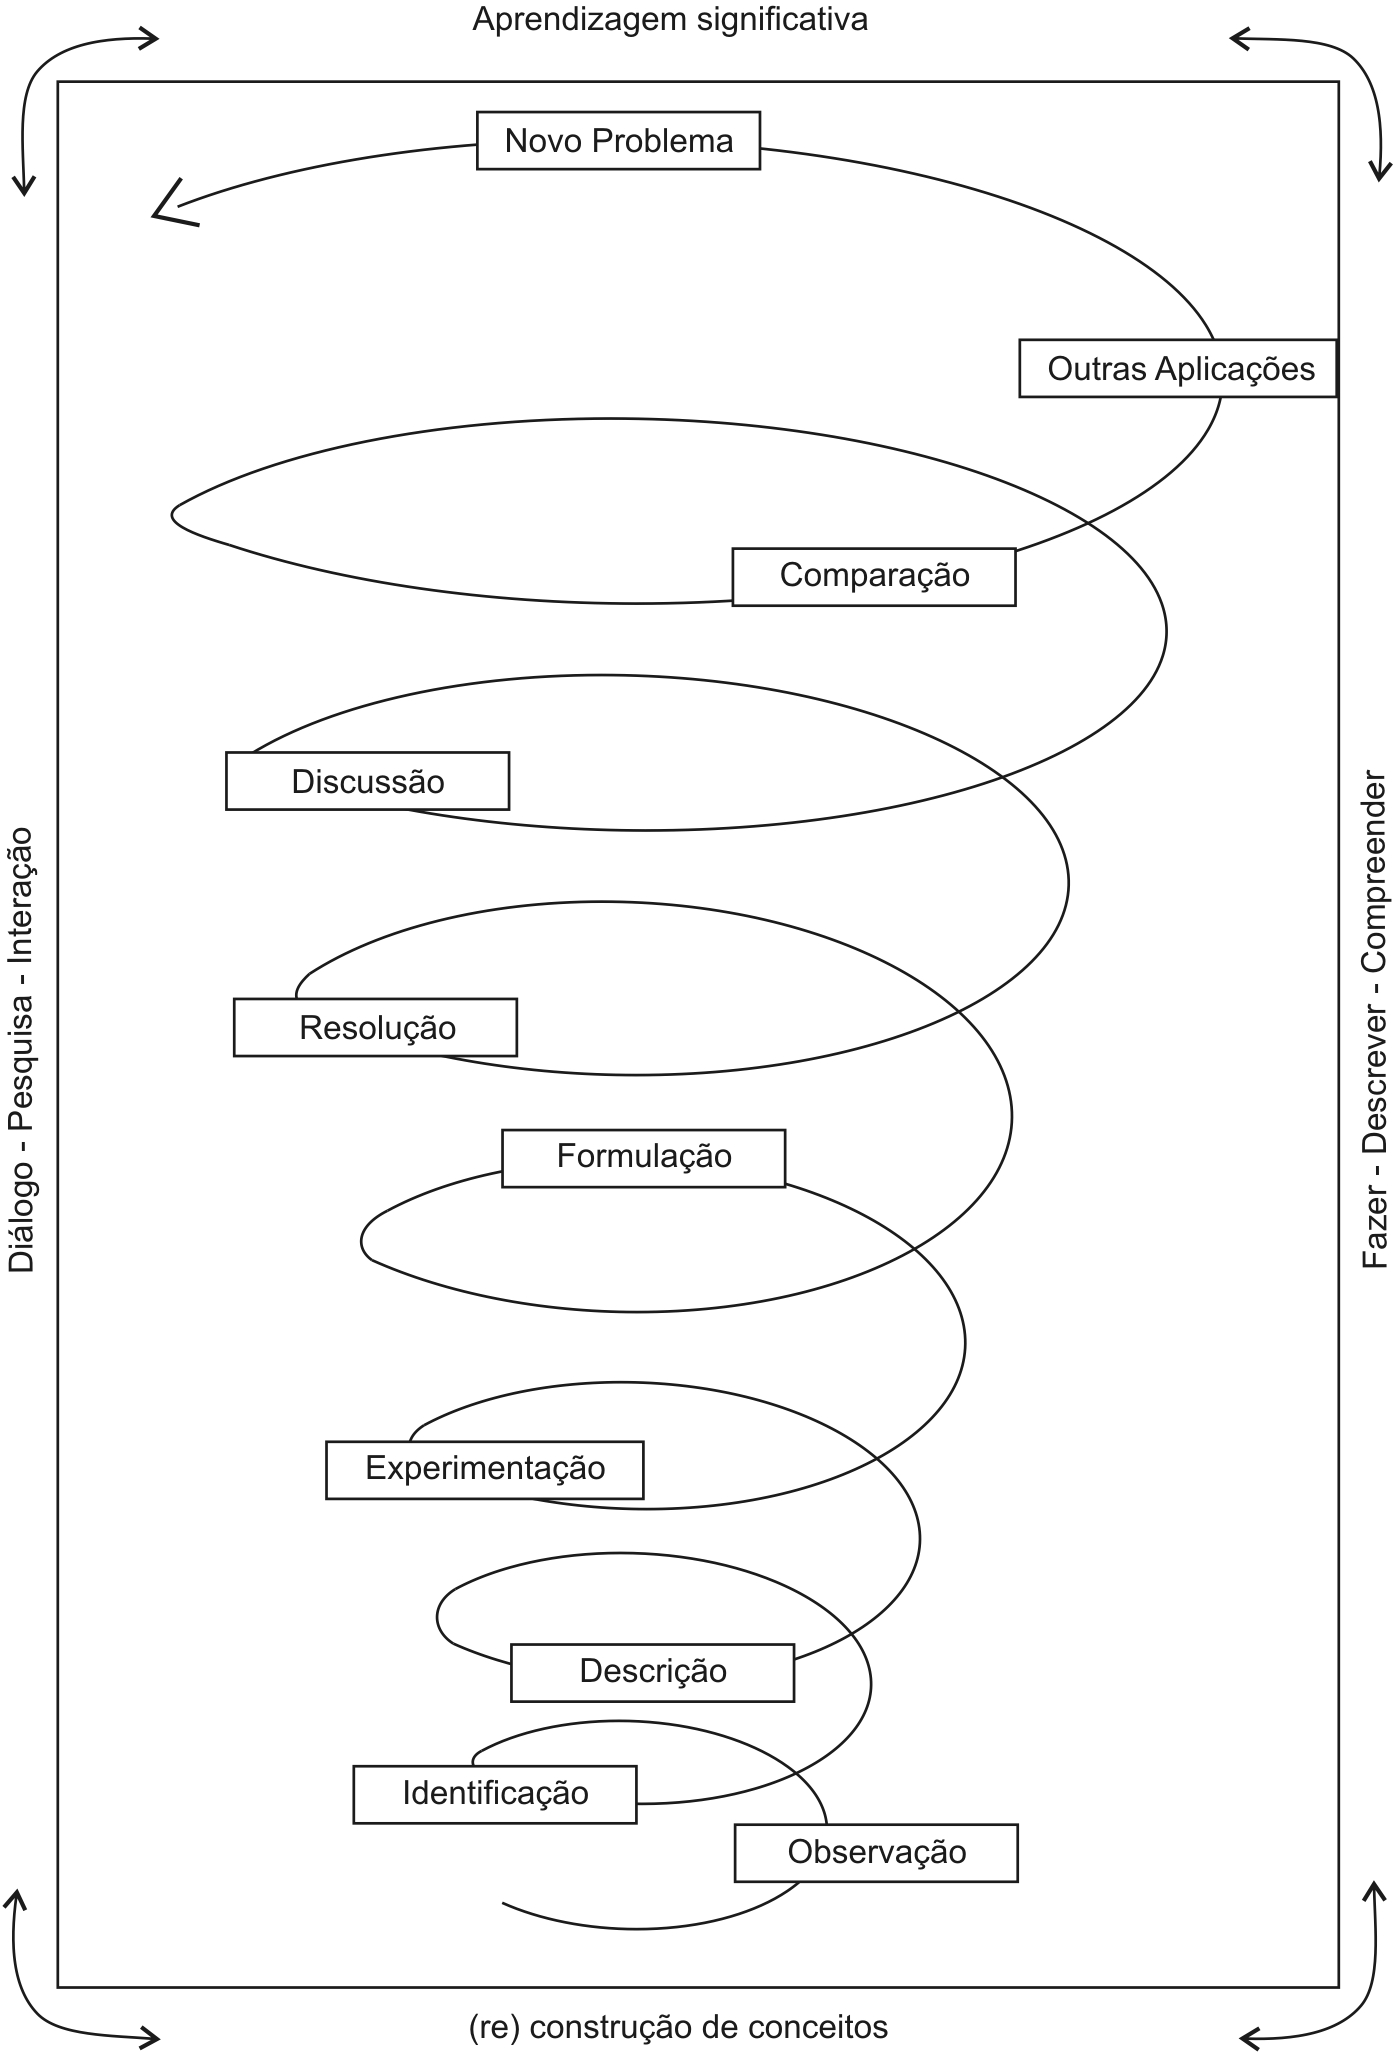 Aprendizagem significativa
Novo Problema
Outras Aplicações
Comparação
Discussão
Resolução
Formulação
Experimentação
Descrição
Identificação
Observação
Diálogo - Pesquisa - Interação
Fazer - Descrever - Compreender
(re) construção de conceitos